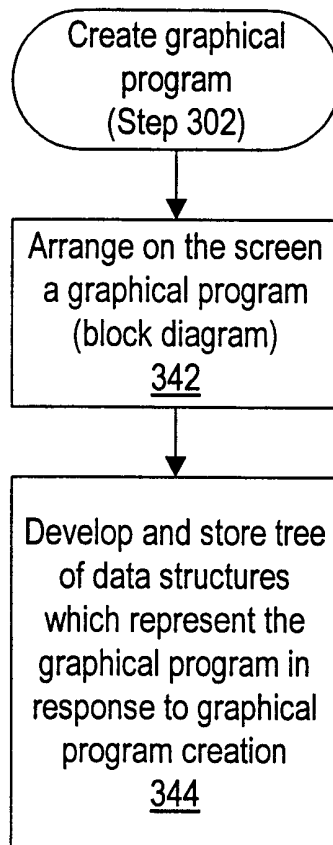 Create graphical
program
(Step 302)
Arrange on the screen
a graphical program
(block diagram)
342
Develop and store tree
of data structures
which represent the
graphical program in
response to graphical
program creation
344